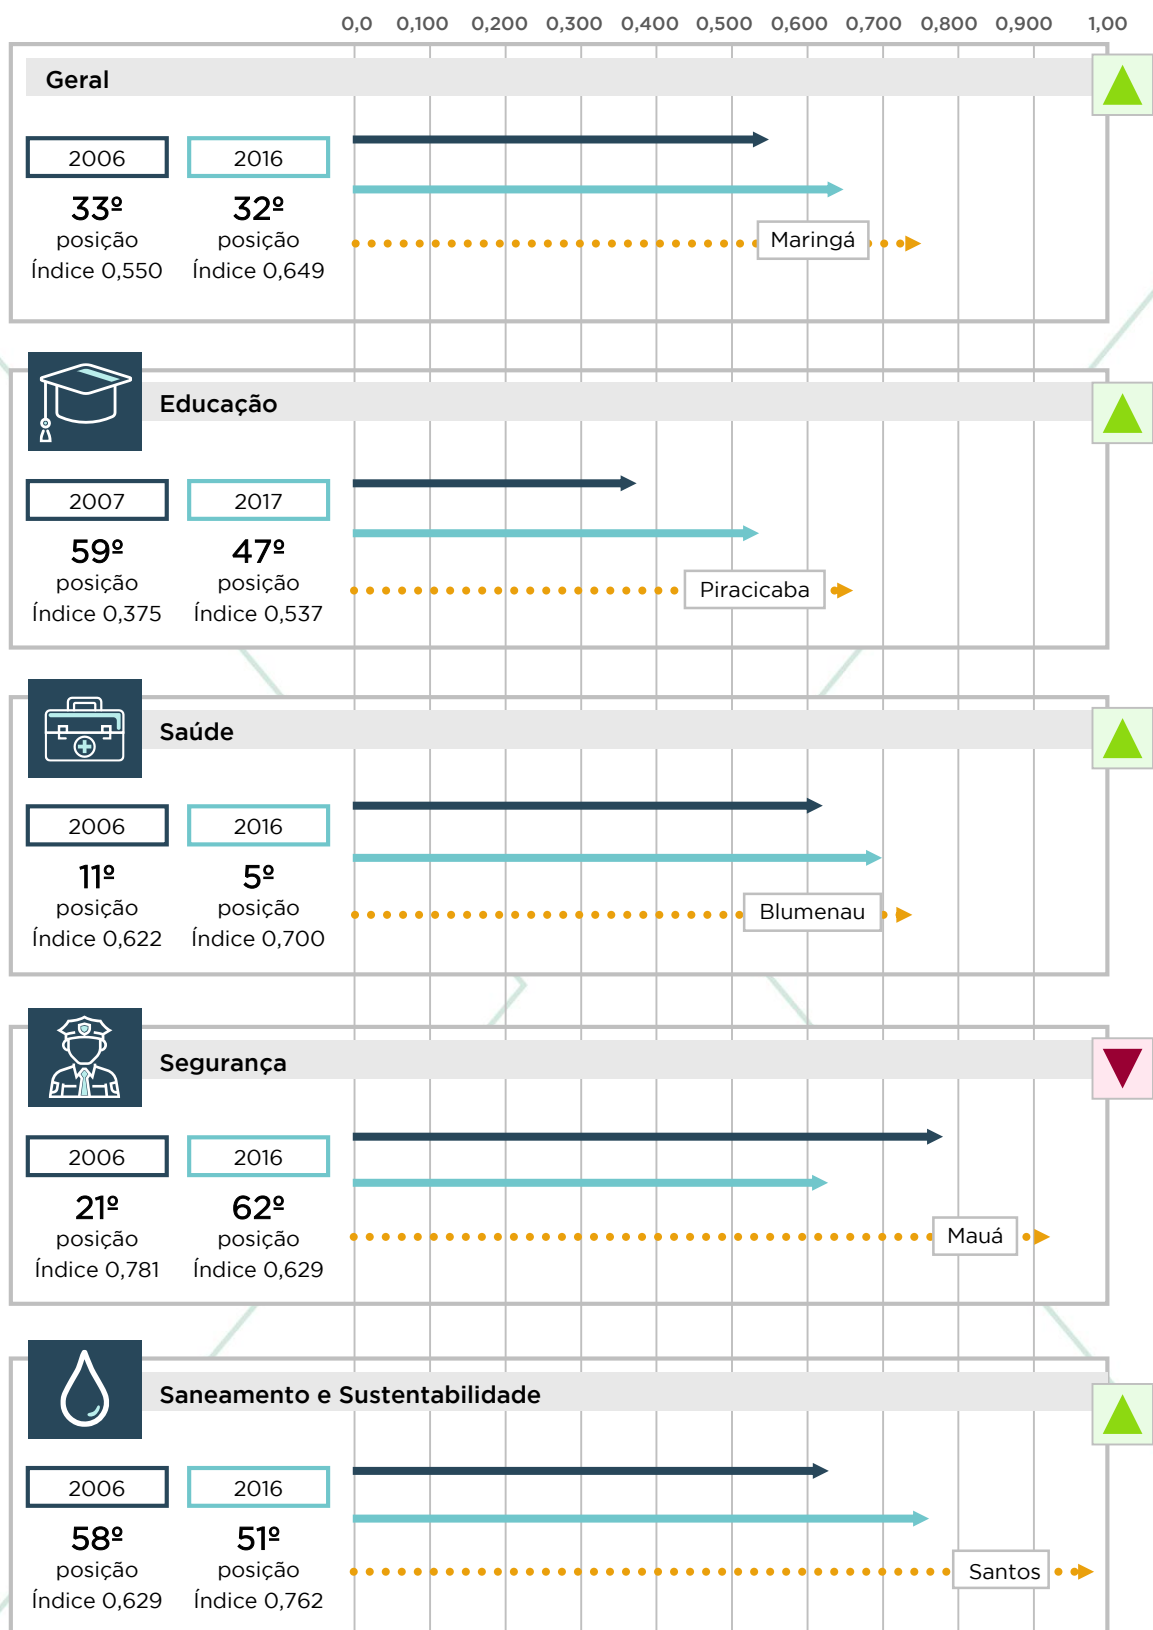 0,0 0,100 0,200 0,300 0,400 0,500 0,600 0,700 0,800 0,900 1,00
Geral
2006 2016
33º 32º
posição posição
Índice 0,550 Índice 0,649
Maringá
Educação
2007 2017
59º 47º
posição posição
Índice 0,375 Índice 0,537
Piracicaba
Saúde
2006 2016
11º 5º
posição posição
Índice 0,622 Índice 0,700
Blumenau
Segurança
2006 2016
21º 62º
posição posição
Índice 0,781 Índice 0,629
Mauá
Saneamento e Sustentabilidade
2006 2016
58º 51º
posição posição
Índice 0,629 Índice 0,762
Santos